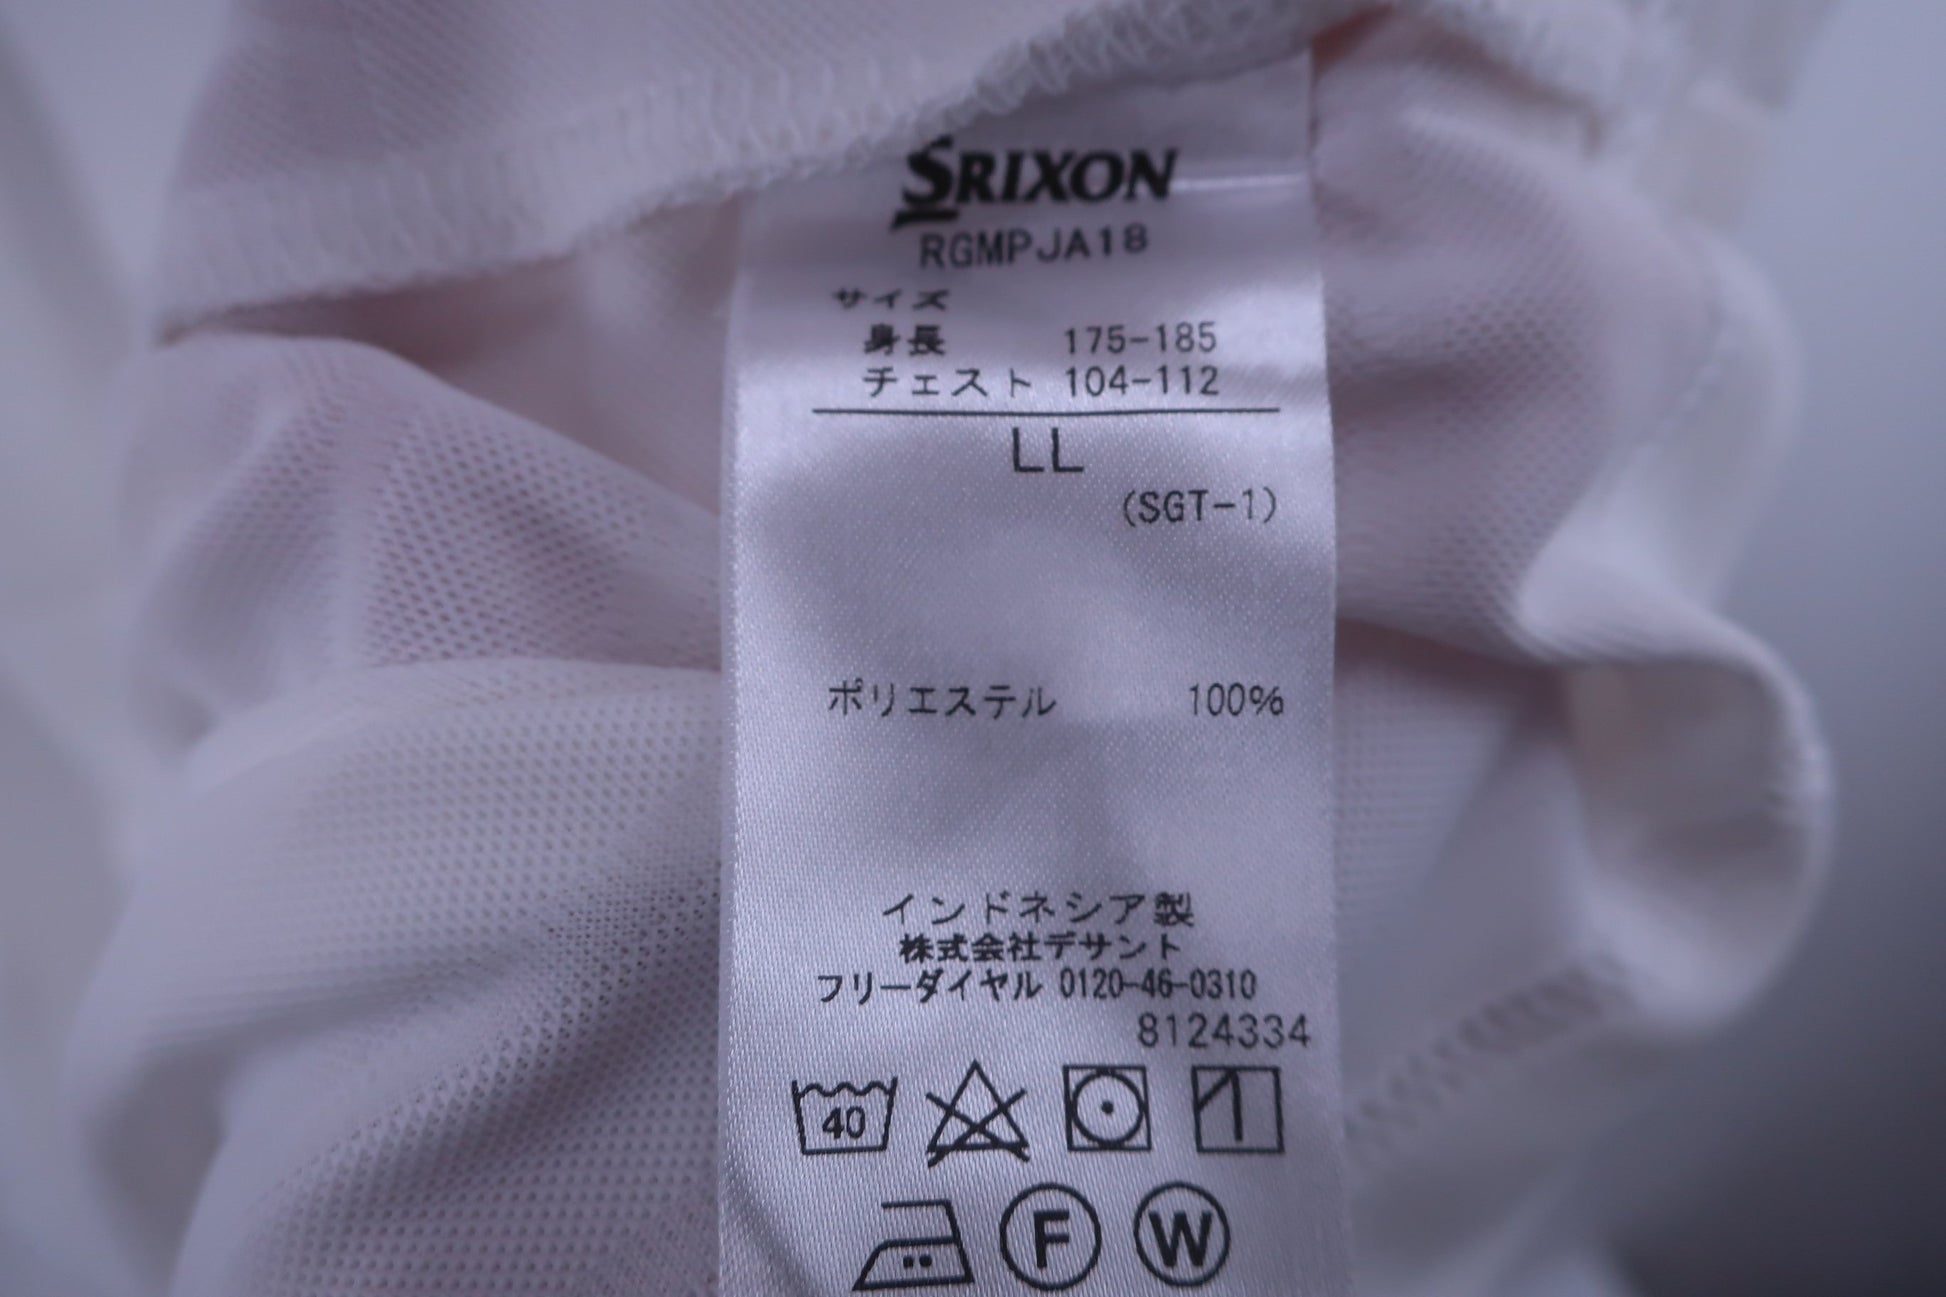 SRIXON
RGMPJA18
サイズ
身長 175-185
チェスト 104-112
LL
(SGT-1)
ポリエステル 100%
インドネシア製
株式会社デサント
フリーダイヤル 0120-46-0310
8124334
40
F W